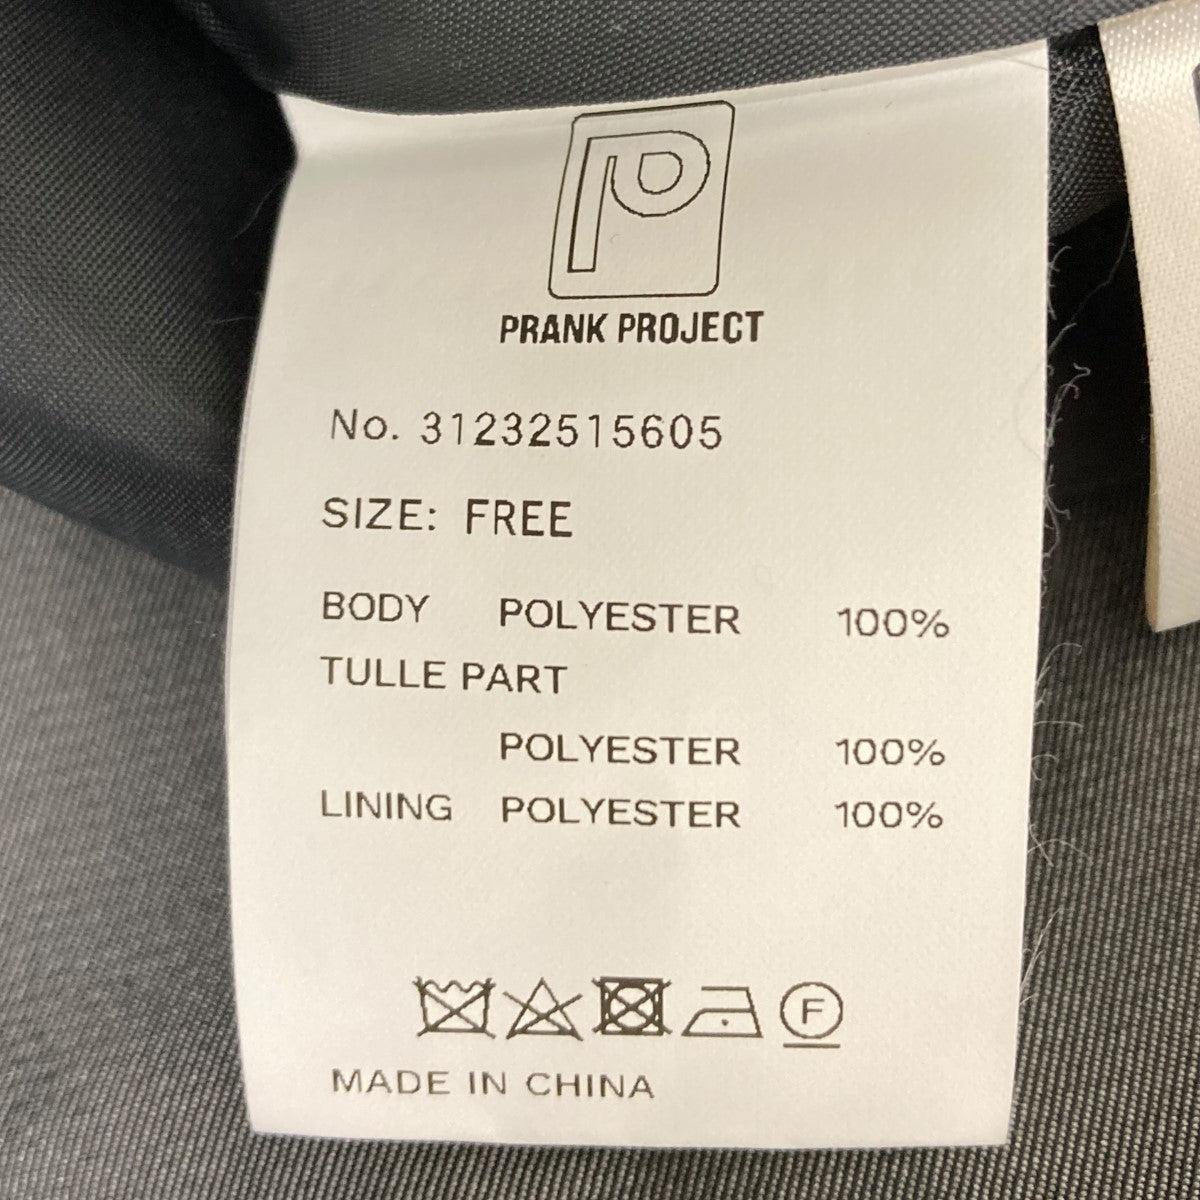 PRANK PROJECT
No. 31232515605
SIZE: FREE
BODY POLYESTER 100%
TULLE PART
POLYESTER 100%
LINING POLYESTER 100%
F
MADE IN CHINA